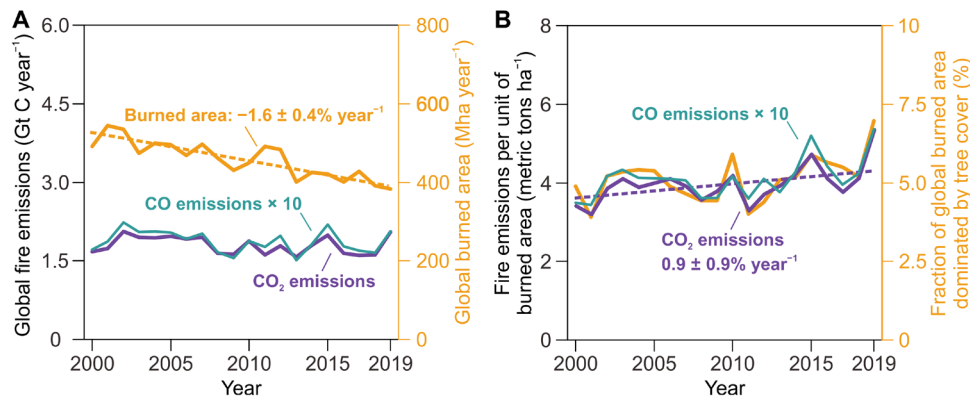 A
Global fire emissions (Gt C year⁻¹)
6.0
4.5
3.0
1.5
0
800
600
400
200
0
Global burned area (Mha year⁻¹)
Burned area: −1.6 ± 0.4% year⁻¹
CO emissions × 10
CO₂ emissions
2000
2005
2010
2015
2019
Year
B
Fire emissions per unit of
burned area (metric tons ha⁻¹)
8
6
4
2
0
10
7.5
5.0
2.5
0
Fraction of global burned area
dominated by tree cover (%)
CO emissions × 10
CO₂ emissions
0.9 ± 0.9% year⁻¹
2000
2005
2010
2015
2019
Year